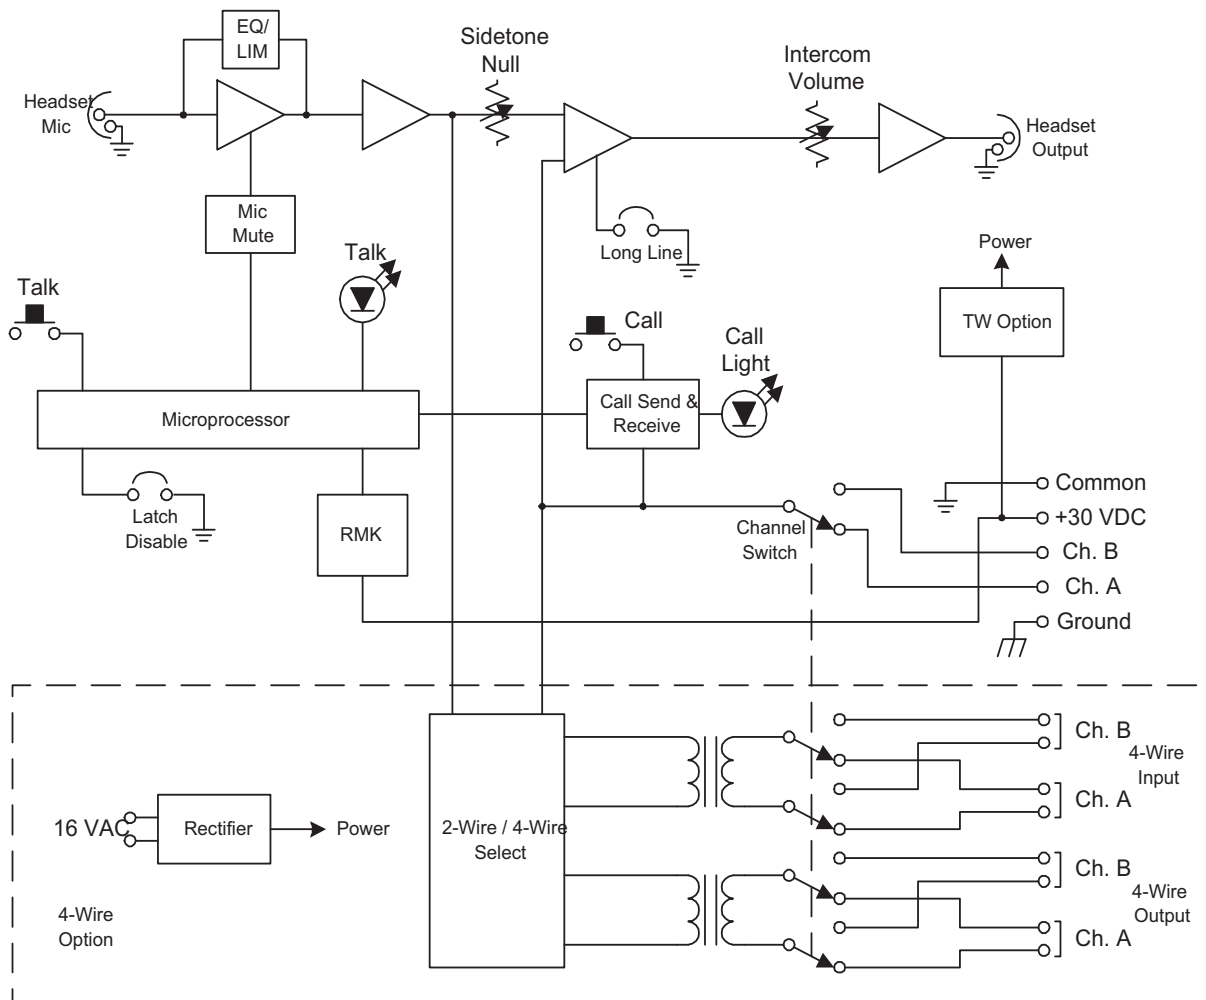 EQ/
LIM
Sidetone
Null
Intercom
Volume
Headset
Mic
Headset
Output
Mic
Mute
Long Line
Talk
Power
Talk
TW Option
Call
Call
Light
Microprocessor
Call Send &
Receive
Latch
Disable
RMK
Channel
Switch
Common
+30 VDC
Ch. B
Ch. A
Ground
Ch. B
4-Wire
Input
Ch. A
16 VAC
Rectifier
Power
2-Wire / 4-Wire
Select
Ch. B
4-Wire
Output
Ch. A
4-Wire
Option